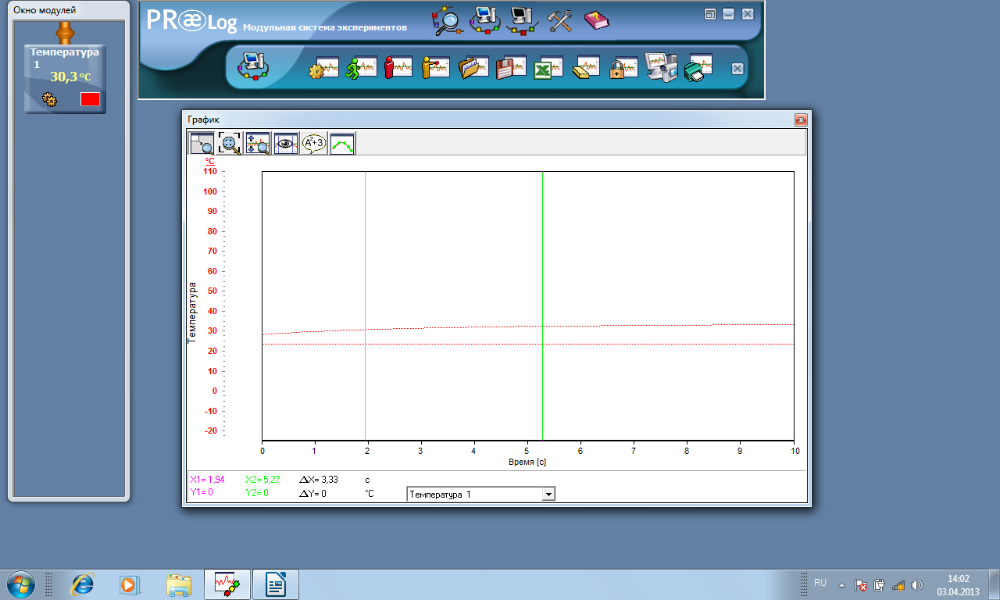 Окно модулей
Температура
1
30,3 °C
PRæLog Модульная система экспериментов
График
A²+3
°C
110
100
90
80
70
60
50
40
30
20
10
0
-10
-20
Температура
0 1 2 3 4 5 6 7 8 9 10
Время [с]
X1= 1,94 X2= 5,27 ΔX= 3,33 с
Y1= 0 Y2= 0 ΔY= 0 °C Температура 1
RU
14:02
03.04.2013